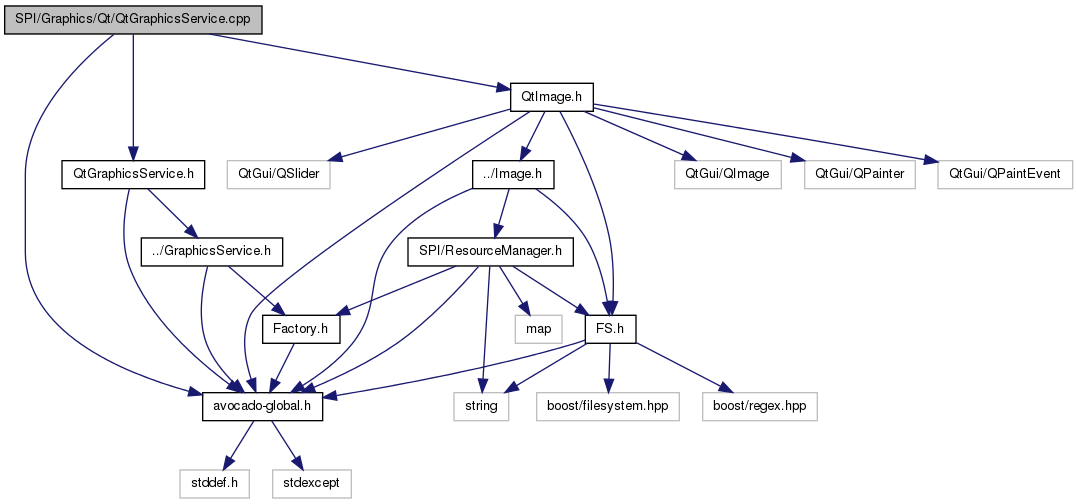 SPI/Graphics/Qt/QtGraphicsService.cpp
QtImage.h
QtGraphicsService.h
QtGui/QSlider
../Image.h
QtGui/QImage
QtGui/QPainter
QtGui/QPaintEvent
../GraphicsService.h
SPI/ResourceManager.h
Factory.h
map
FS.h
avocado-global.h
string
boost/filesystem.hpp
boost/regex.hpp
stddef.h
stdexcept